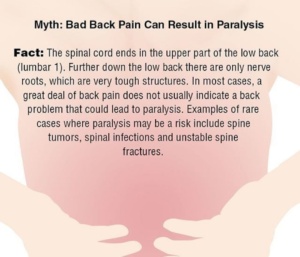 Myth: Bad Back Pain Can Result in Paralysis
Fact: The spinal cord ends in the upper part of the low back
(lumbar 1). Further down the low back there are only nerve
roots, which are very tough structures. In most cases, a
great deal of back pain does not usually indicate a back
problem that could lead to paralysis. Examples of rare
cases where paralysis may be a risk include spine
tumors, spinal infections and unstable spine
fractures.